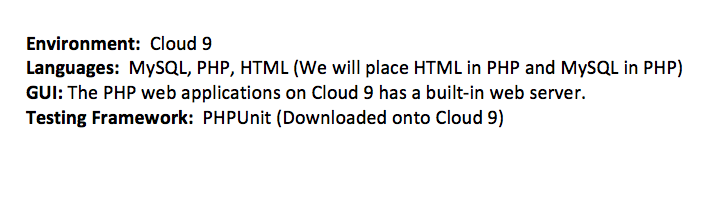 Environment: Cloud 9
Languages: MySQL, PHP, HTML (We will place HTML in PHP and MySQL in PHP)
GUI: The PHP web applications on Cloud 9 has a built-in web server.
Testing Framework: PHPUnit (Downloaded onto Cloud 9)